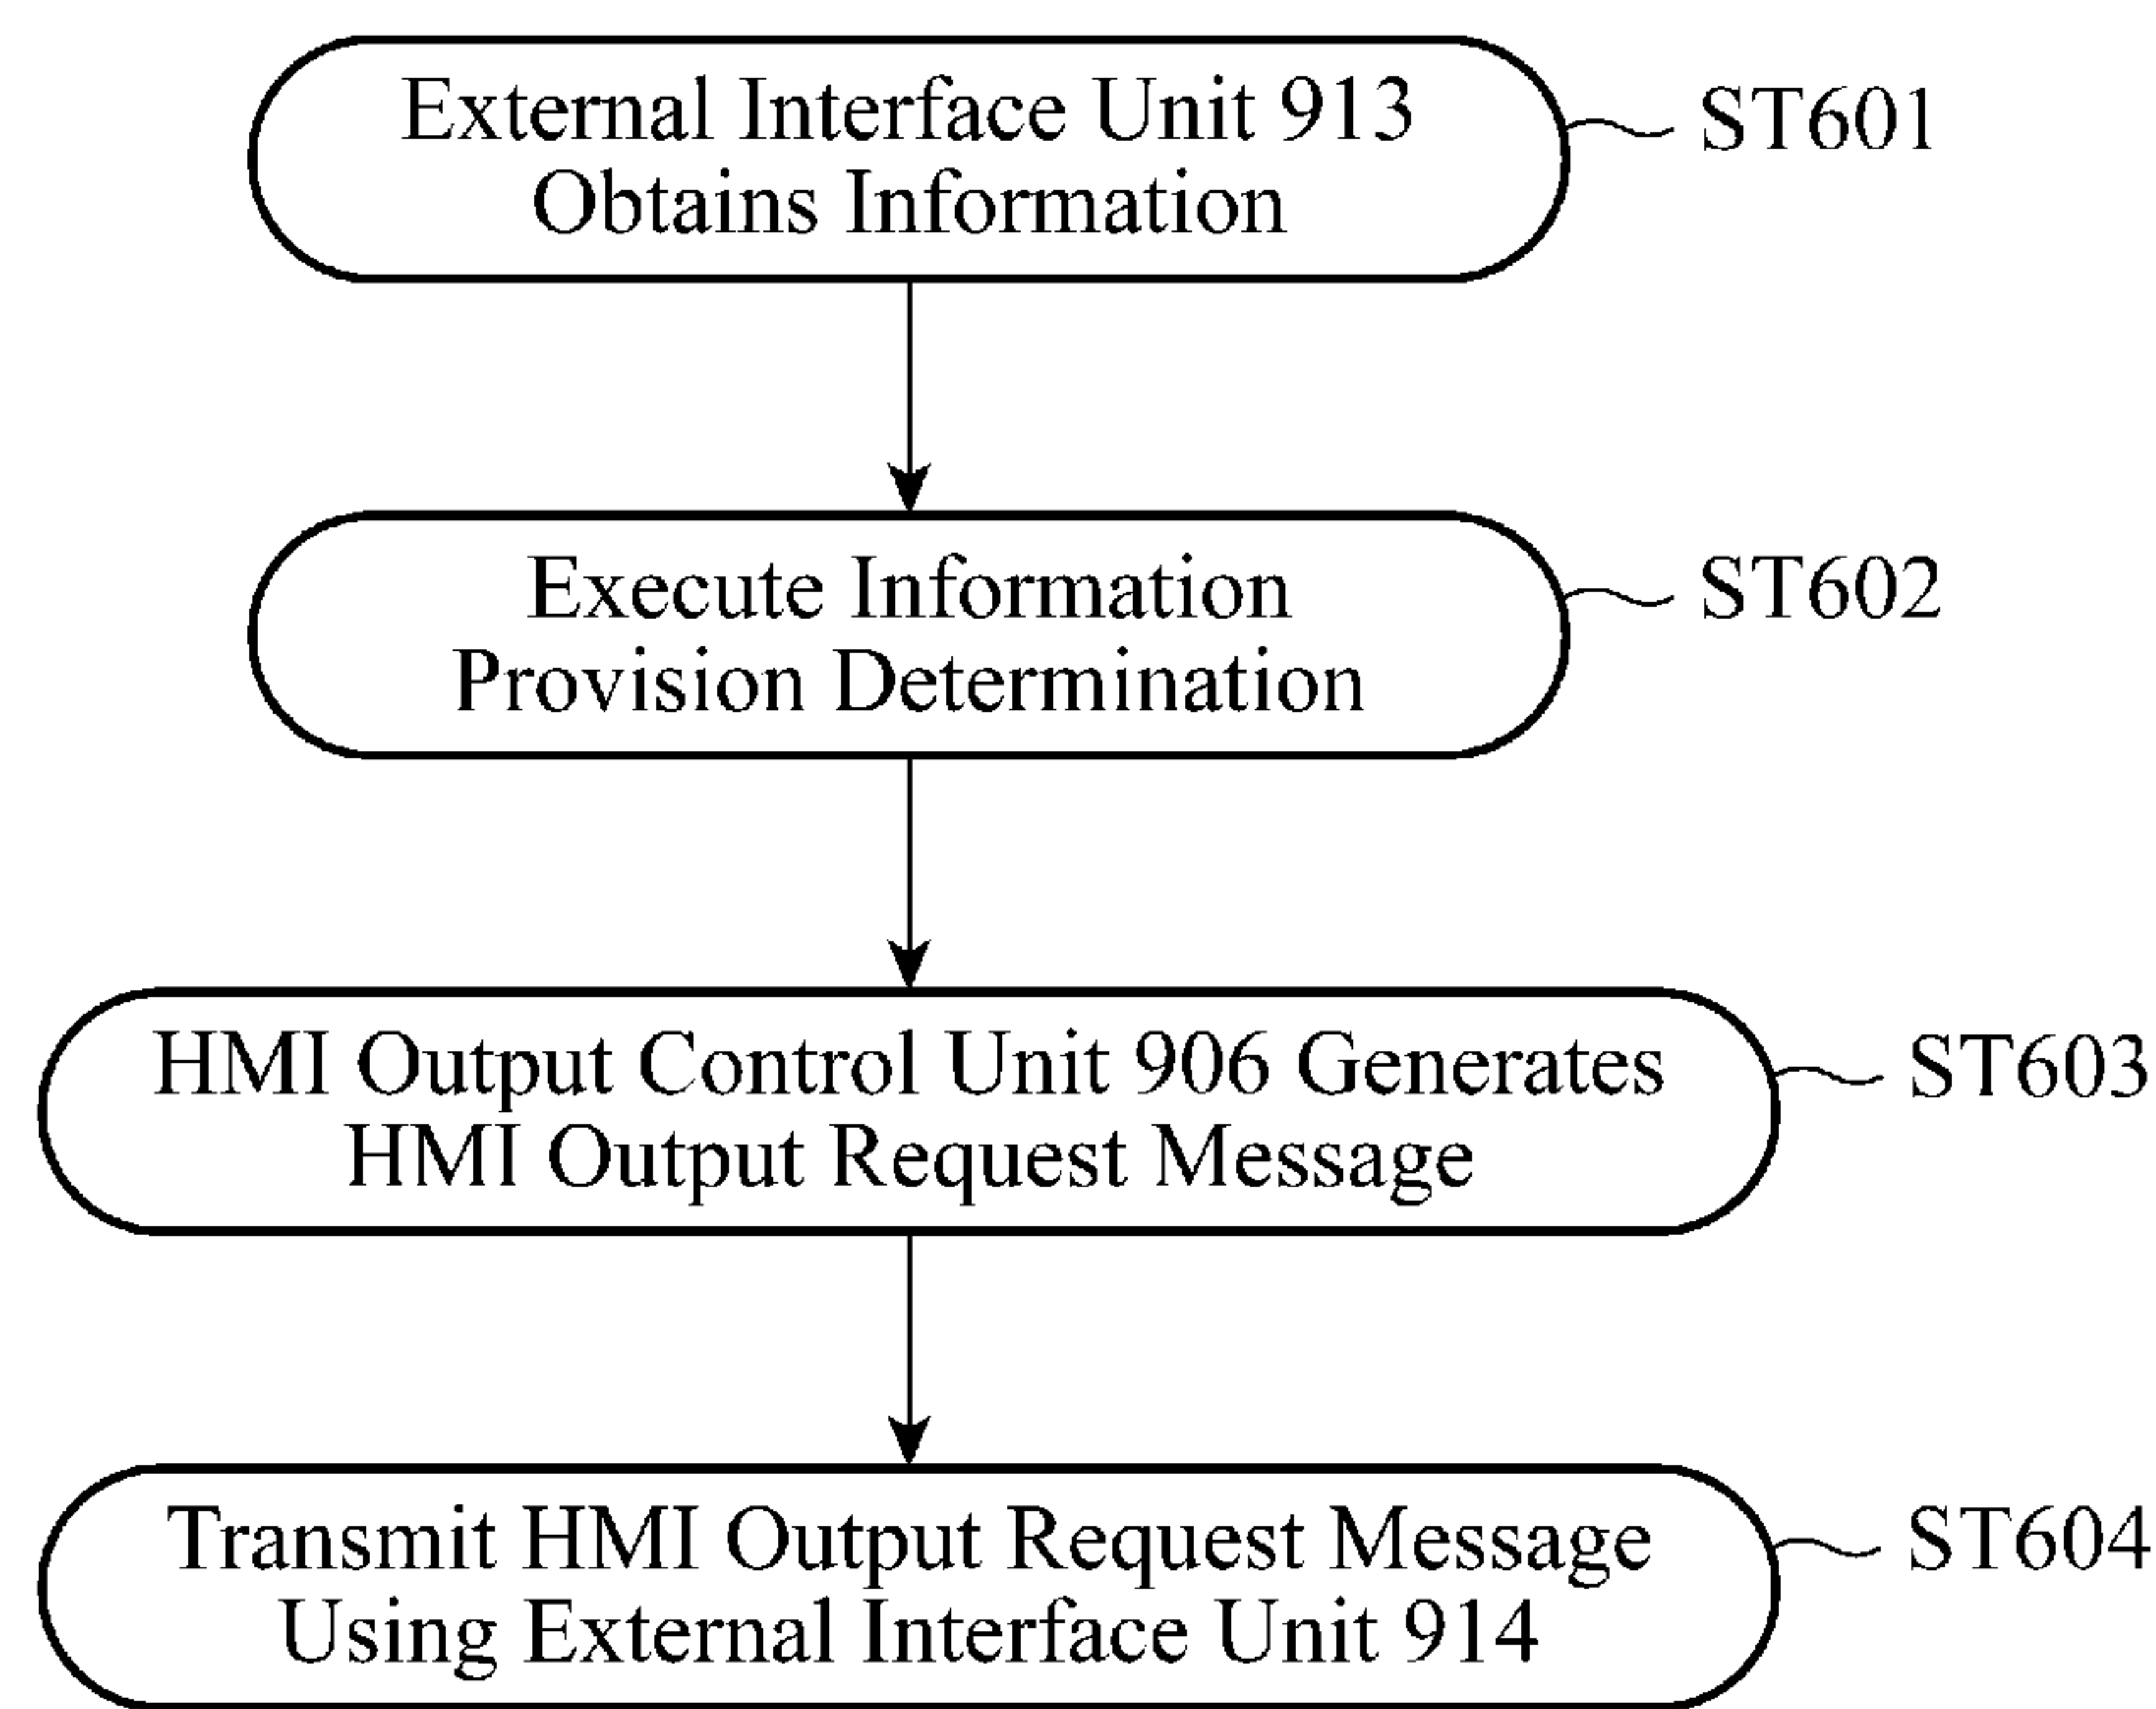 External Interface Unit 913
Obtains Information
ST601
Execute Information
Provision Determination
ST602
HMI Output Control Unit 906 Generates
HMI Output Request Message
ST603
Transmit HMI Output Request Message
Using External Interface Unit 914
ST604